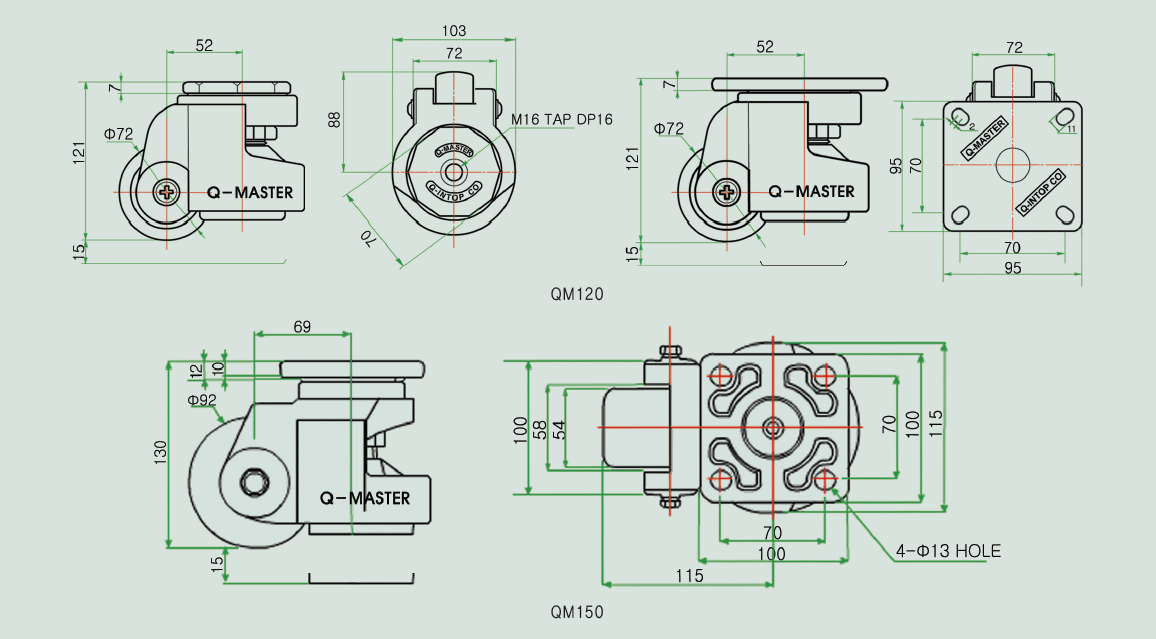 52
7
Φ72
121
15
Q-MASTER
103
72
88
M16 TAP DP16
Q-MASTER
Q-INTOP CO
70
52
7
Φ72
121
15
Q-MASTER
72
95
70
2
11
Q-MASTER
Q-INTOP CO
70
95
QM120
69
12
10
Φ92
130
15
Q-MASTER
100
58
54
70
100
115
70
100
115
4-Φ13 HOLE
QM150